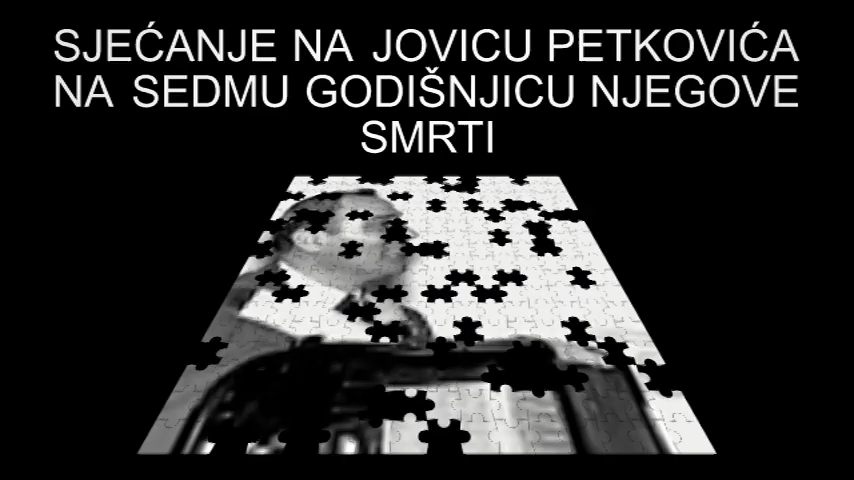 SJEĆANJE NA JOVICU PETKOVIĆA
NA SEDMU GODIŠNJICU NJEGOVE
SMRTI